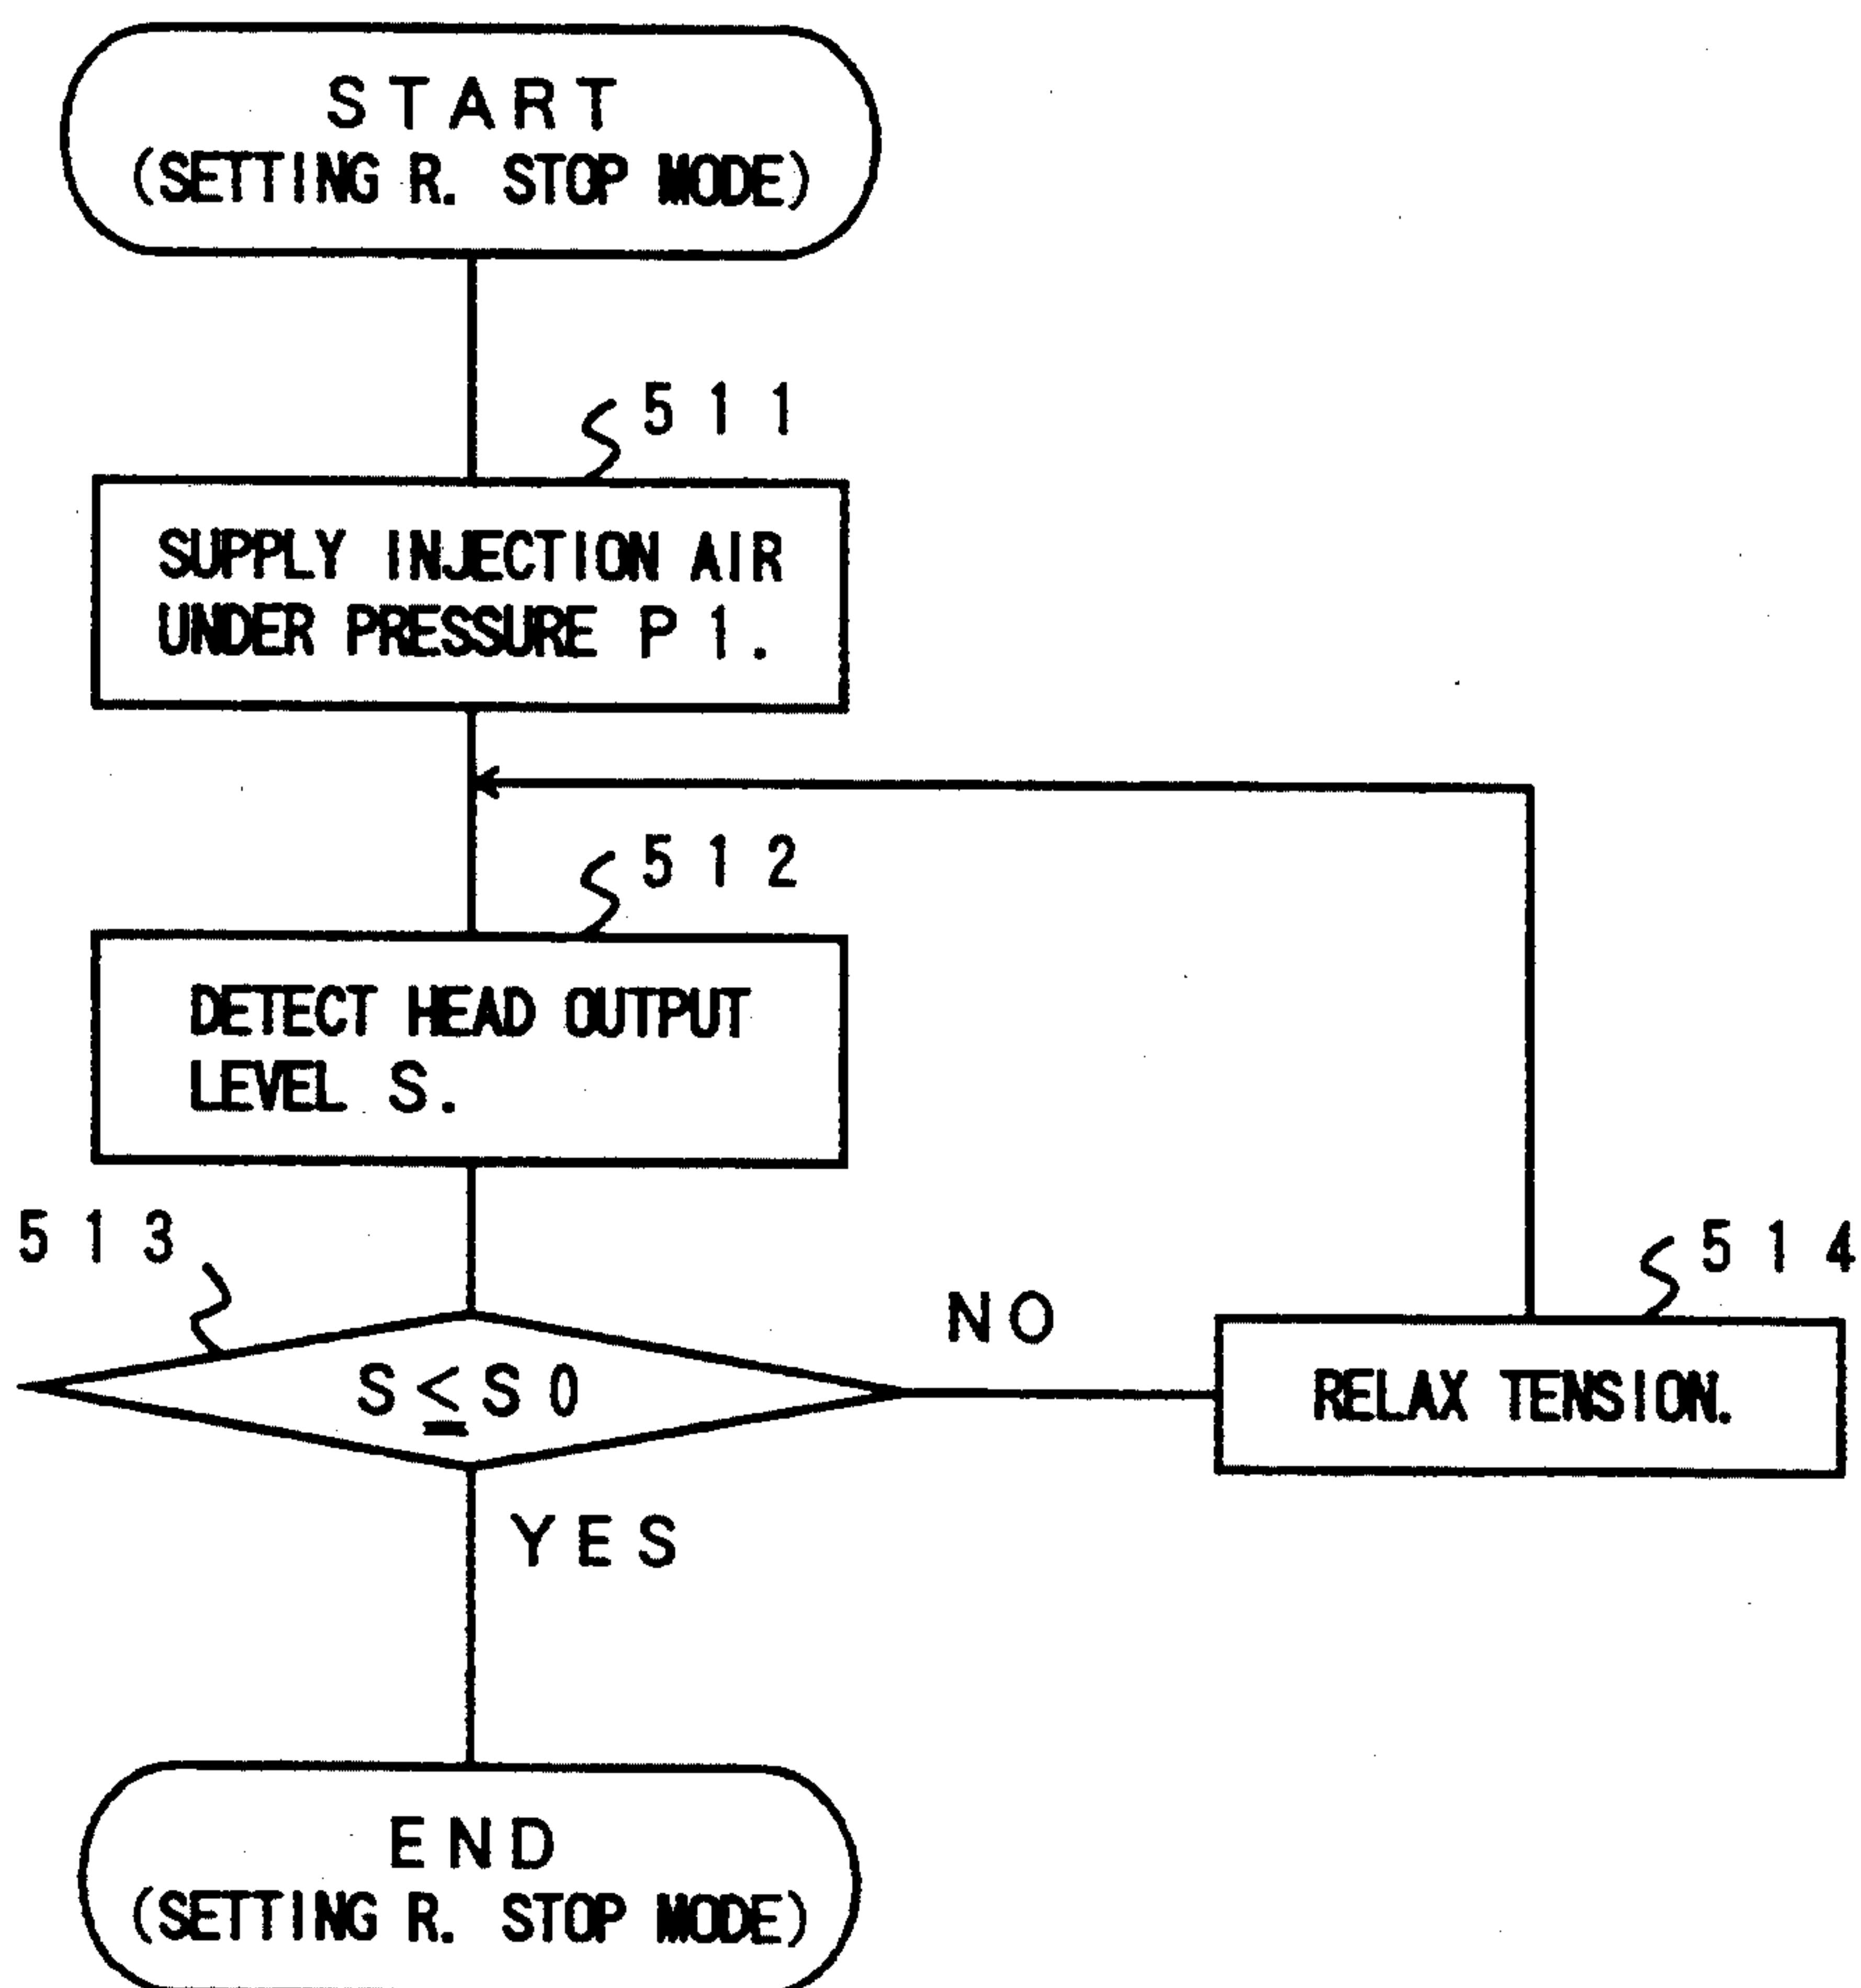 START
(SETTING R. STOP MODE)
511
SUPPLY INJECTION AIR
UNDER PRESSURE P1.
512
DETECT HEAD OUTPUT
LEVEL S.
513
S≤S0
NO
514
RELAX TENSION.
YES
END
(SETTING R. STOP MODE)